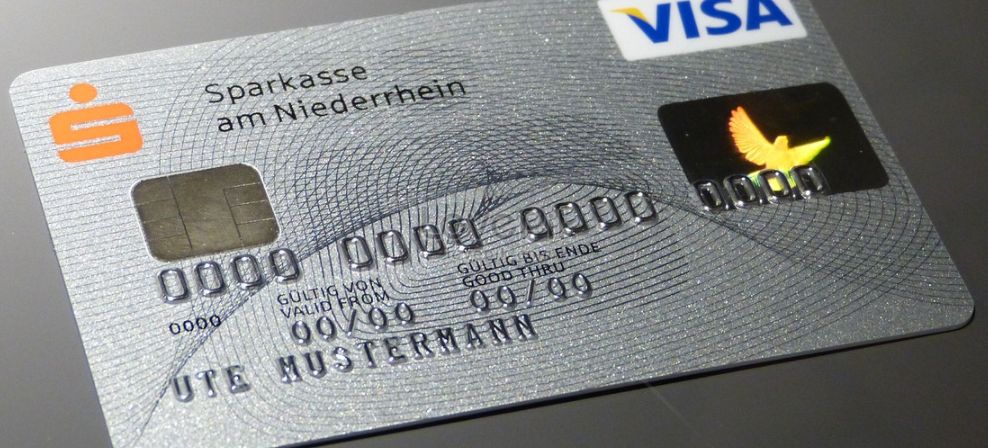 VISA
Sparkasse
am Niederrhein
0000 0000 0000 0000
GÜLTIG VON
VALID FROM
GÜLTIG BIS ENDE
GOOD THRU
0000
00/00
00/00
UTE MUSTERMANN